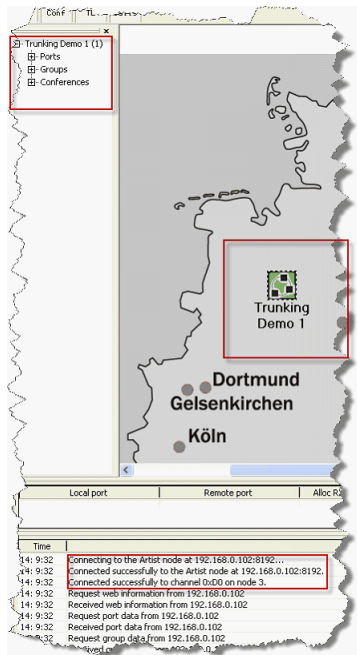 Conf TL
Trunking Demo 1 (1)
Ports
Groups
Conferences
Trunking
Demo 1
Dortmund
Gelsenkirchen
Köln
Local port Remote port Alloc R
Time
14: 9:32 Connecting to the Artist node at 192.168.0.102:8192...
14: 9:32 Connected successfully to the Artist node at 192.168.0.102:8192.
14: 9:32 Connected successfully to channel 0xD0 on node 3.
14: 9:32 Request web information from 192.168.0.102
14: 9:32 Received web information from 192.168.0.102
14: 9:32 Request port data from 192.168.0.102
14: 9:32 Received port data from 192.168.0.102
14: 9:32 Request group data from 192.168.0.102